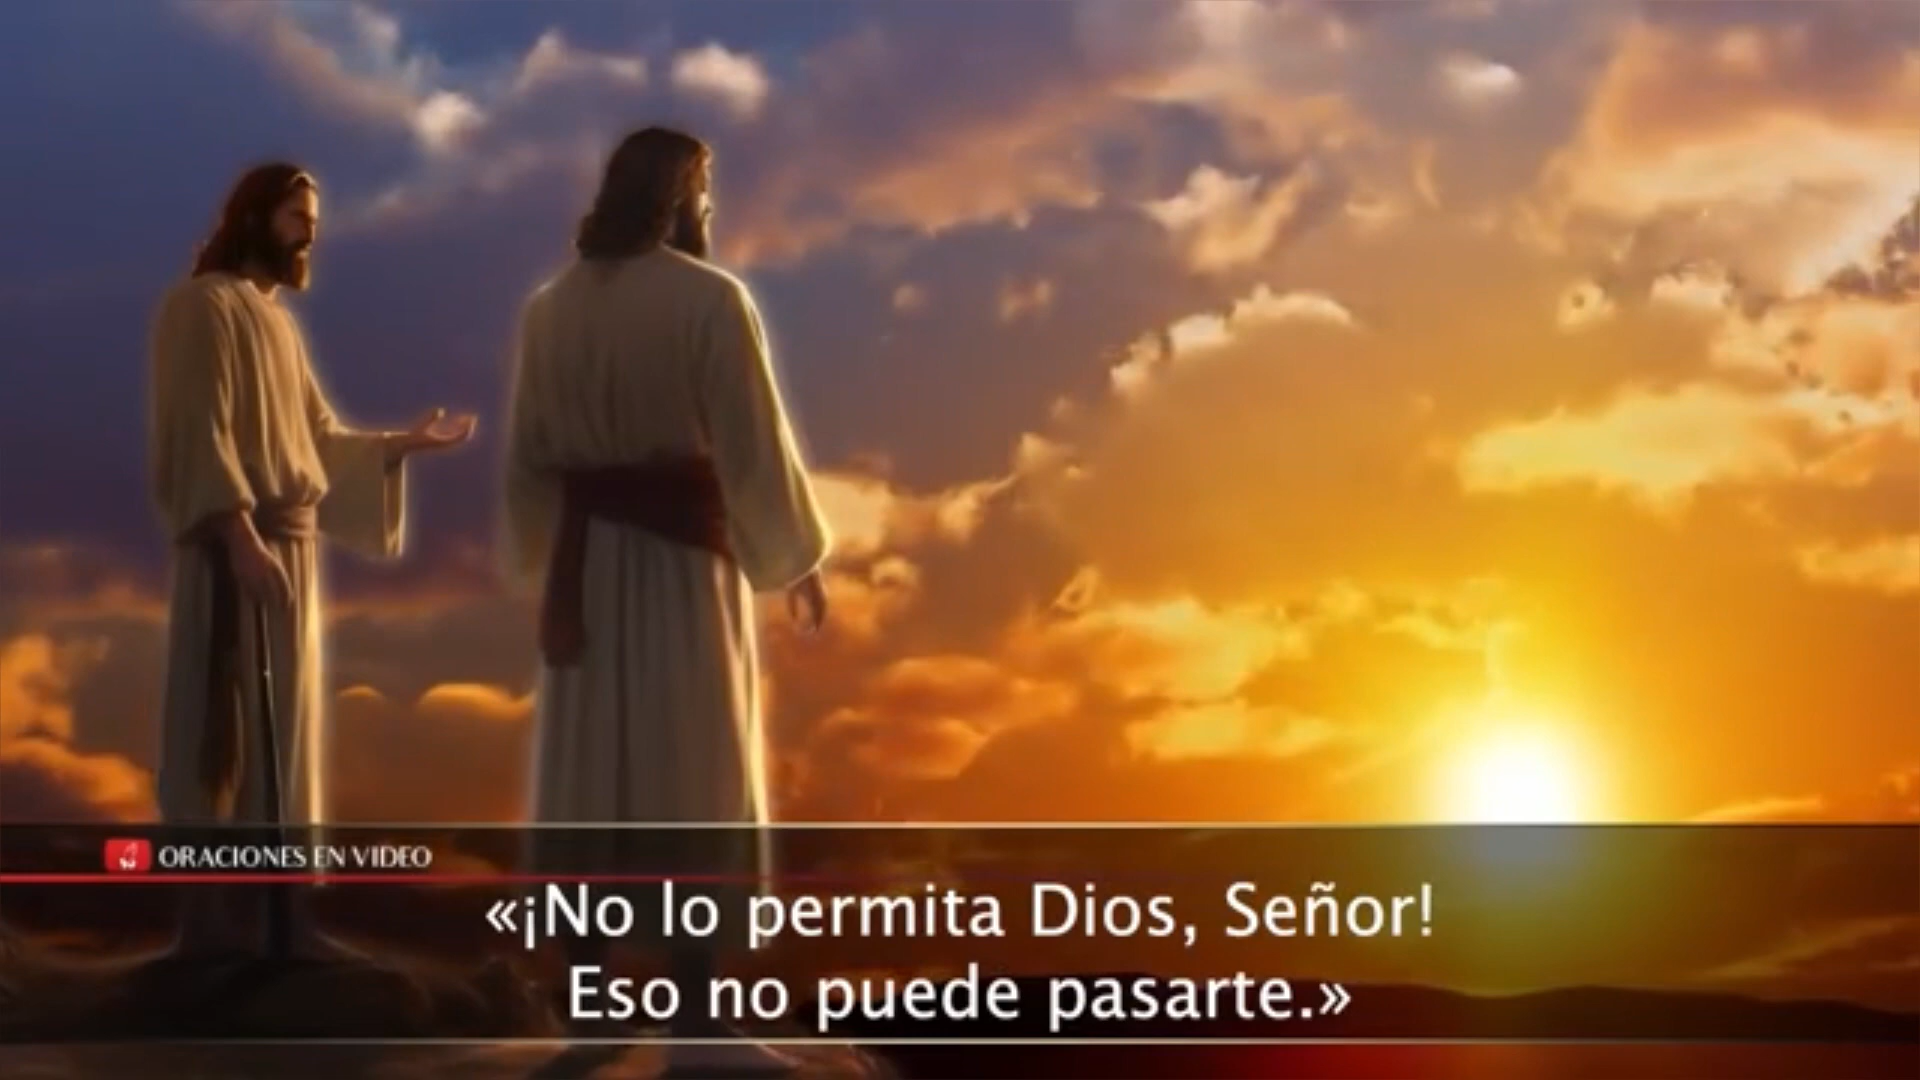 ORACIONES EN VIDEO
«¡No lo permita Dios, Señor!
Eso no puede pasarte.»